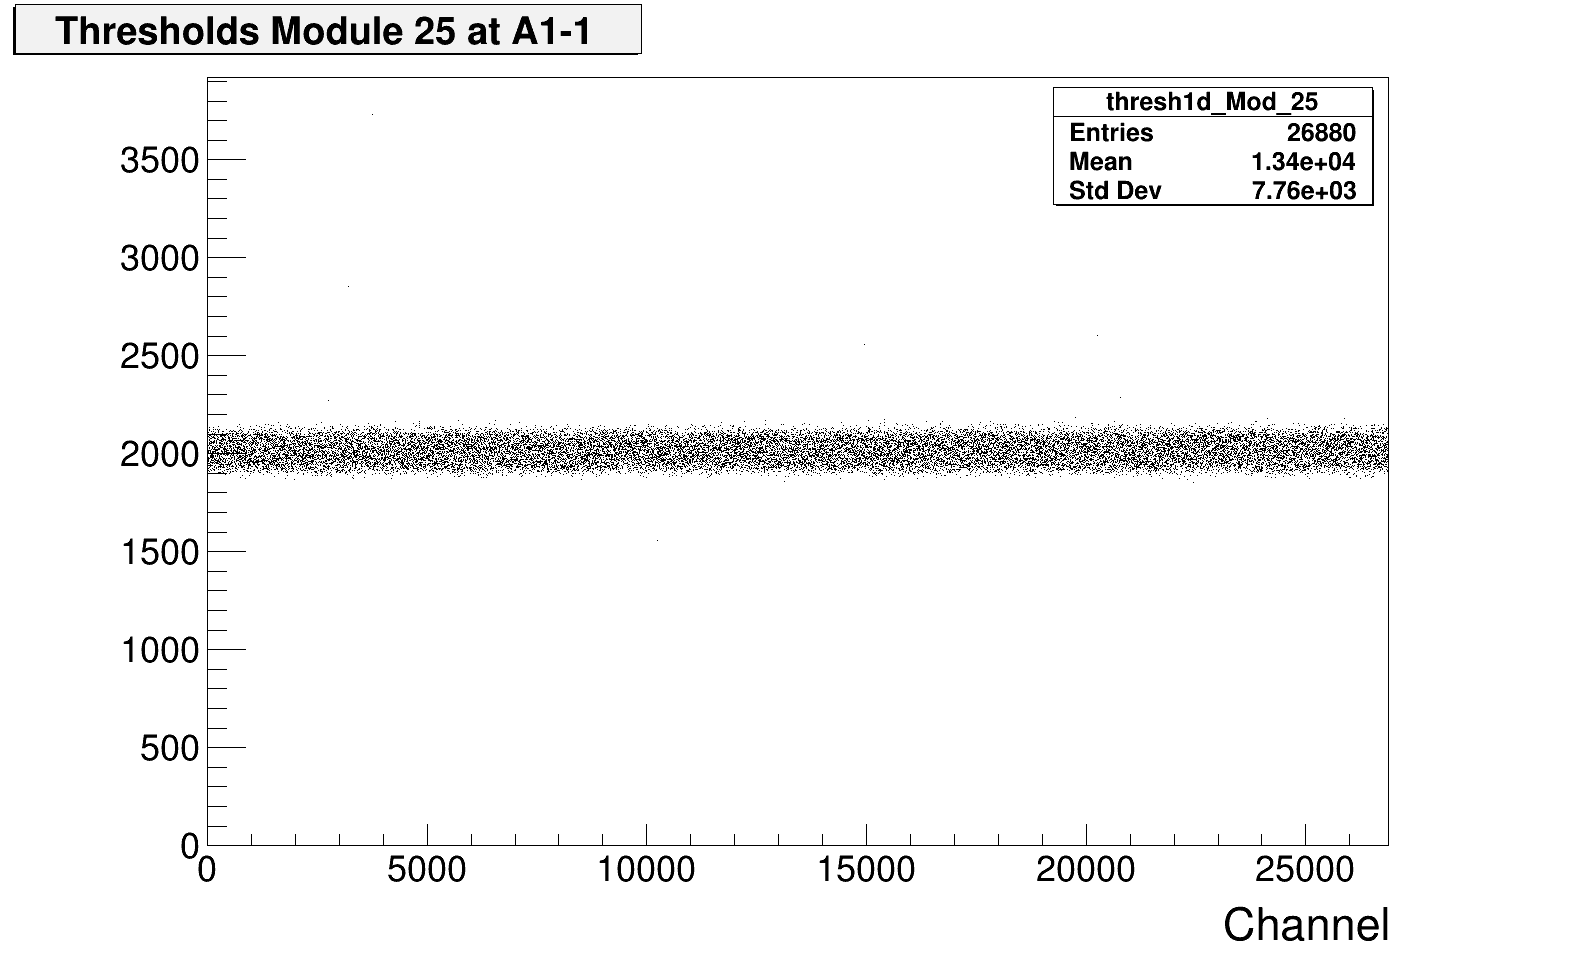 Thresholds Module 25 at A1-1
thresh1d_Mod_25
Entries 26880
Mean 1.34e+04
Std Dev 7.76e+03
3500
3000
2500
2000
1500
1000
500
0
0 5000 10000 15000 20000 25000
Channel